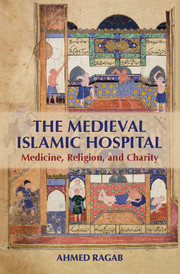 THE MEDIEVAL
ISLAMIC HOSPITAL
Medicine, Religion, and Charity
AHMED RAGAB